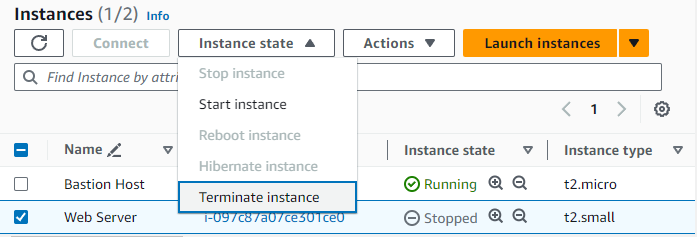 Instances (1/2) Info
Connect Instance state Actions Launch instances
Find Instance by attri
Stop instance
Start instance
1
Reboot instance
Hibernate instance
Terminate instance
Name Instance state Instance type
Bastion Host Running t2.micro
Web Server i-097c87a07ce301ce0 Stopped t2.small